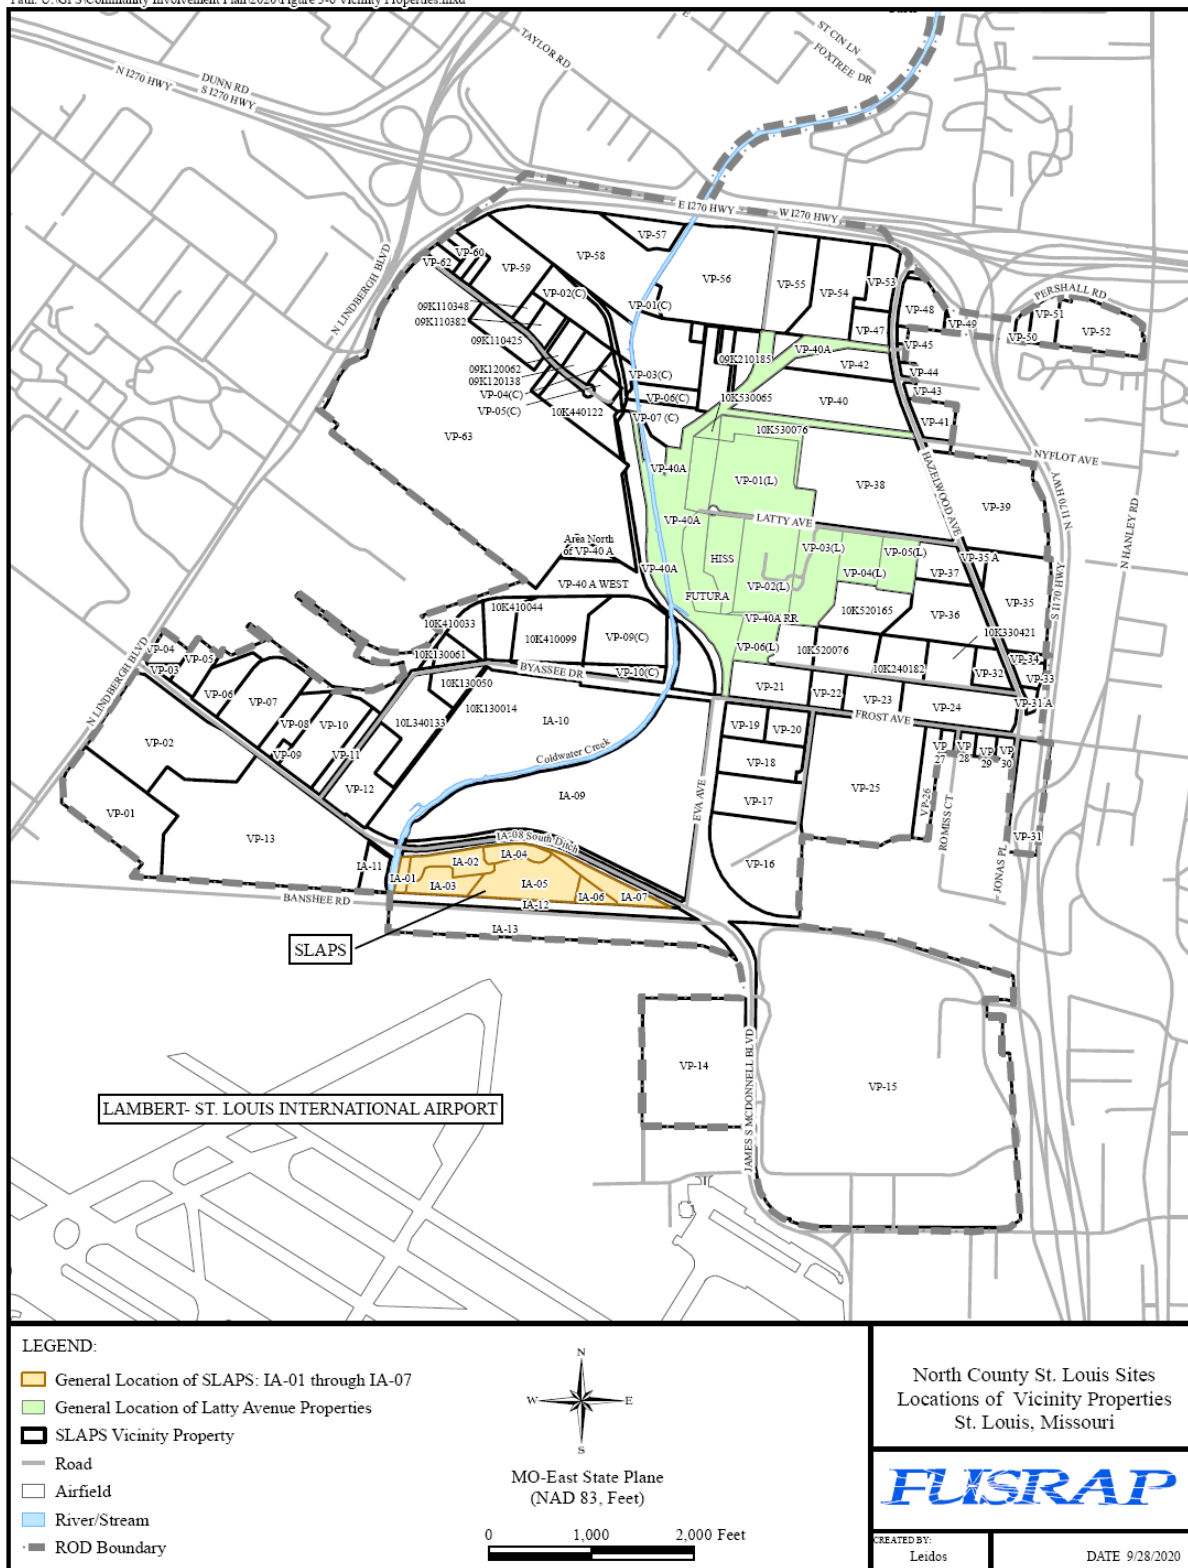 Path: U:\GPS\Community Involvement Plan\2020\Figure 3-6 Vicinity Properties.mxd
ST CIN LN
FOXTREE DR
TAYLOR RD
N I270 HWY
DUNN RD
S I270 HWY
E I270 HWY
W I270 HWY
N LINDBERGH BLVD
PERSHALL RD
VP-57
VP-58
VP-60
VP-62
VP-59
VP-02(C)
VP-56
VP-55
VP-54
VP-53
VP-48
VP-49
VP-51
VP-50
VP-52
VP-01(C)
09K110348
09K110382
09K110425
VP-47
VP-45
VP-40A
09K210185
VP-42
VP-44
VP-43
09K120062
09K120138
VP-04(C)
VP-05(C)
VP-03(C)
VP-06(C)
VP-07 (C)
10K440122
10K530065
VP-40
VP-41
10K530076
VP-63
NYFLOT AVE
HAZELWOOD AVE
N I170 HWY
N HANLEY RD
VP-40A
VP-01(L)
VP-38
VP-39
VP-40A
LATTY AVE
Area North
of VP-40 A
VP-40A
HISS
VP-03(L)
VP-05(L)
VP-35 A
VP-04(L)
VP-37
VP-40 A WEST
FUTURA
VP-02(L)
VP-35
S I170 HWY
10K410044
10K410033
10K410099
VP-09(C)
VP-40A RR
10K520165
VP-36
10K330421
10K130061
VP-10(C)
BYASSEE DR
VP-06(L)
10K520076
10K240182
VP-32
VP-34
VP-33
VP-31 A
N LINDBERGH BLVD
VP-04
VP-03
VP-05
VP-06
VP-07
VP-08
VP-10
VP-09
VP-11
10K130050
10K130014
10L340133
IA-10
VP-21
VP-22
VP-23
VP-24
FROST AVE
VP-19
VP-20
VP-18
VP-17
VP-25
VP-26
VP
27
VP
28
VP
29
VP
30
VP-02
VP-12
Coldwater Creek
IA-09
EVA AVE
ROMISS CT
JONAS PL
VP-31
VP-01
VP-13
IA-11
IA-08 South Ditch
VP-16
IA-01
IA-02
IA-04
IA-03
IA-05
IA-06
IA-07
BANSHEE RD
IA-12
IA-13
SLAPS
VP-14
VP-15
JAMES S MCDONNELL BLVD
LAMBERT- ST. LOUIS INTERNATIONAL AIRPORT
LEGEND:
General Location of SLAPS: IA-01 through IA-07
General Location of Latty Avenue Properties
SLAPS Vicinity Property
Road
Airfield
River/Stream
ROD Boundary
N
W
E
S
MO-East State Plane
(NAD 83, Feet)
0 1,000 2,000 Feet
North County St. Louis Sites
Locations of Vicinity Properties
St. Louis, Missouri
FUSRAP
CREATED BY:
Leidos
DATE 9/28/2020